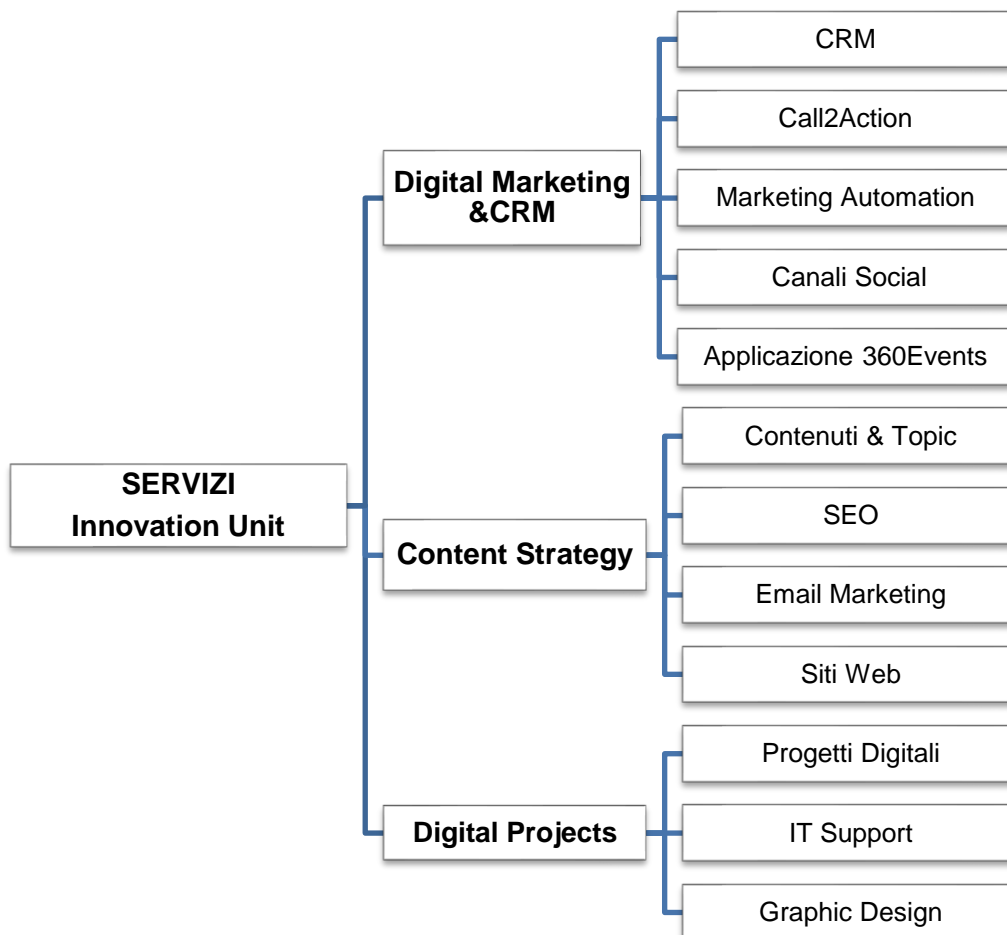 SERVIZI
Innovation Unit
Digital Marketing
&CRM
CRM
Call2Action
Marketing Automation
Canali Social
Applicazione 360Events
Content Strategy
Contenuti & Topic
SEO
Email Marketing
Siti Web
Digital Projects
Progetti Digitali
IT Support
Graphic Design